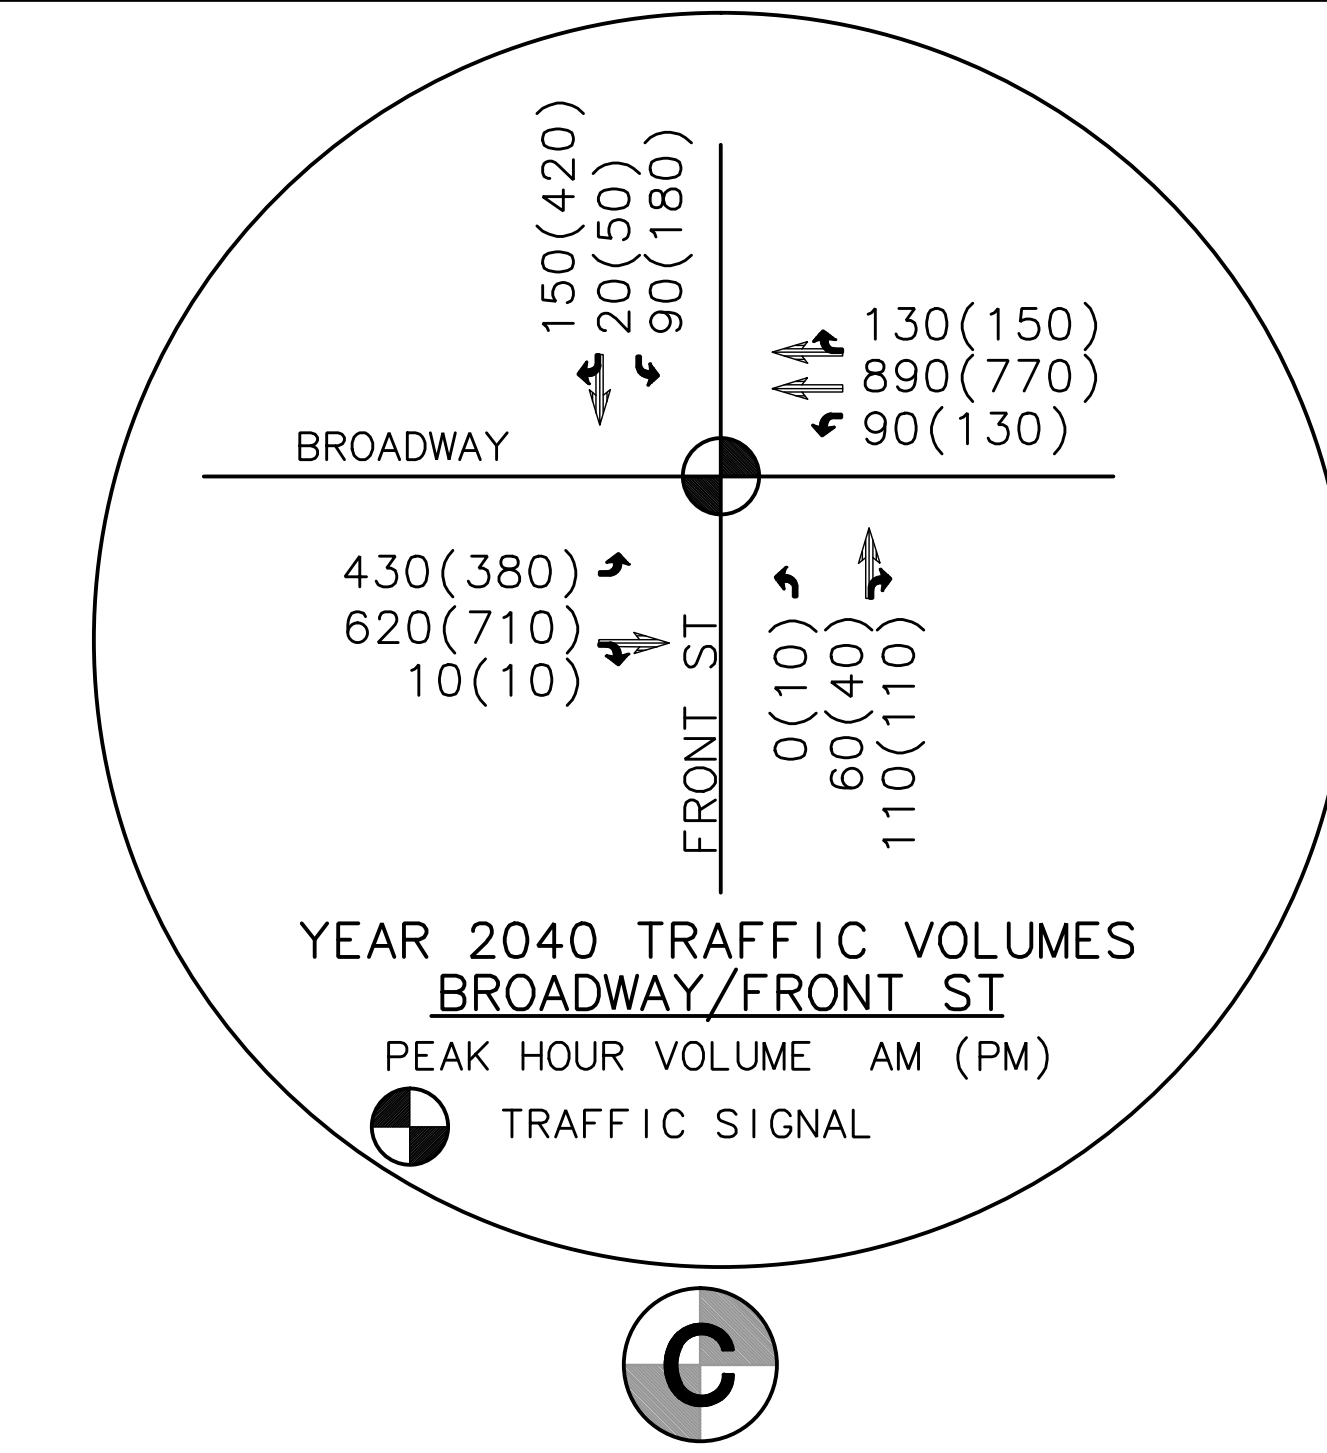 150(420)
20(50)
90(180)
130(150)
890(770)
90(130)
BROADWAY
430(380)
620(710)
10(10)
FRONT ST
0(10)
60(40)
110(110)
YEAR 2040 TRAFFIC VOLUMES
BROADWAY/FRONT ST
PEAK HOUR VOLUME AM (PM)
TRAFFIC SIGNAL
C